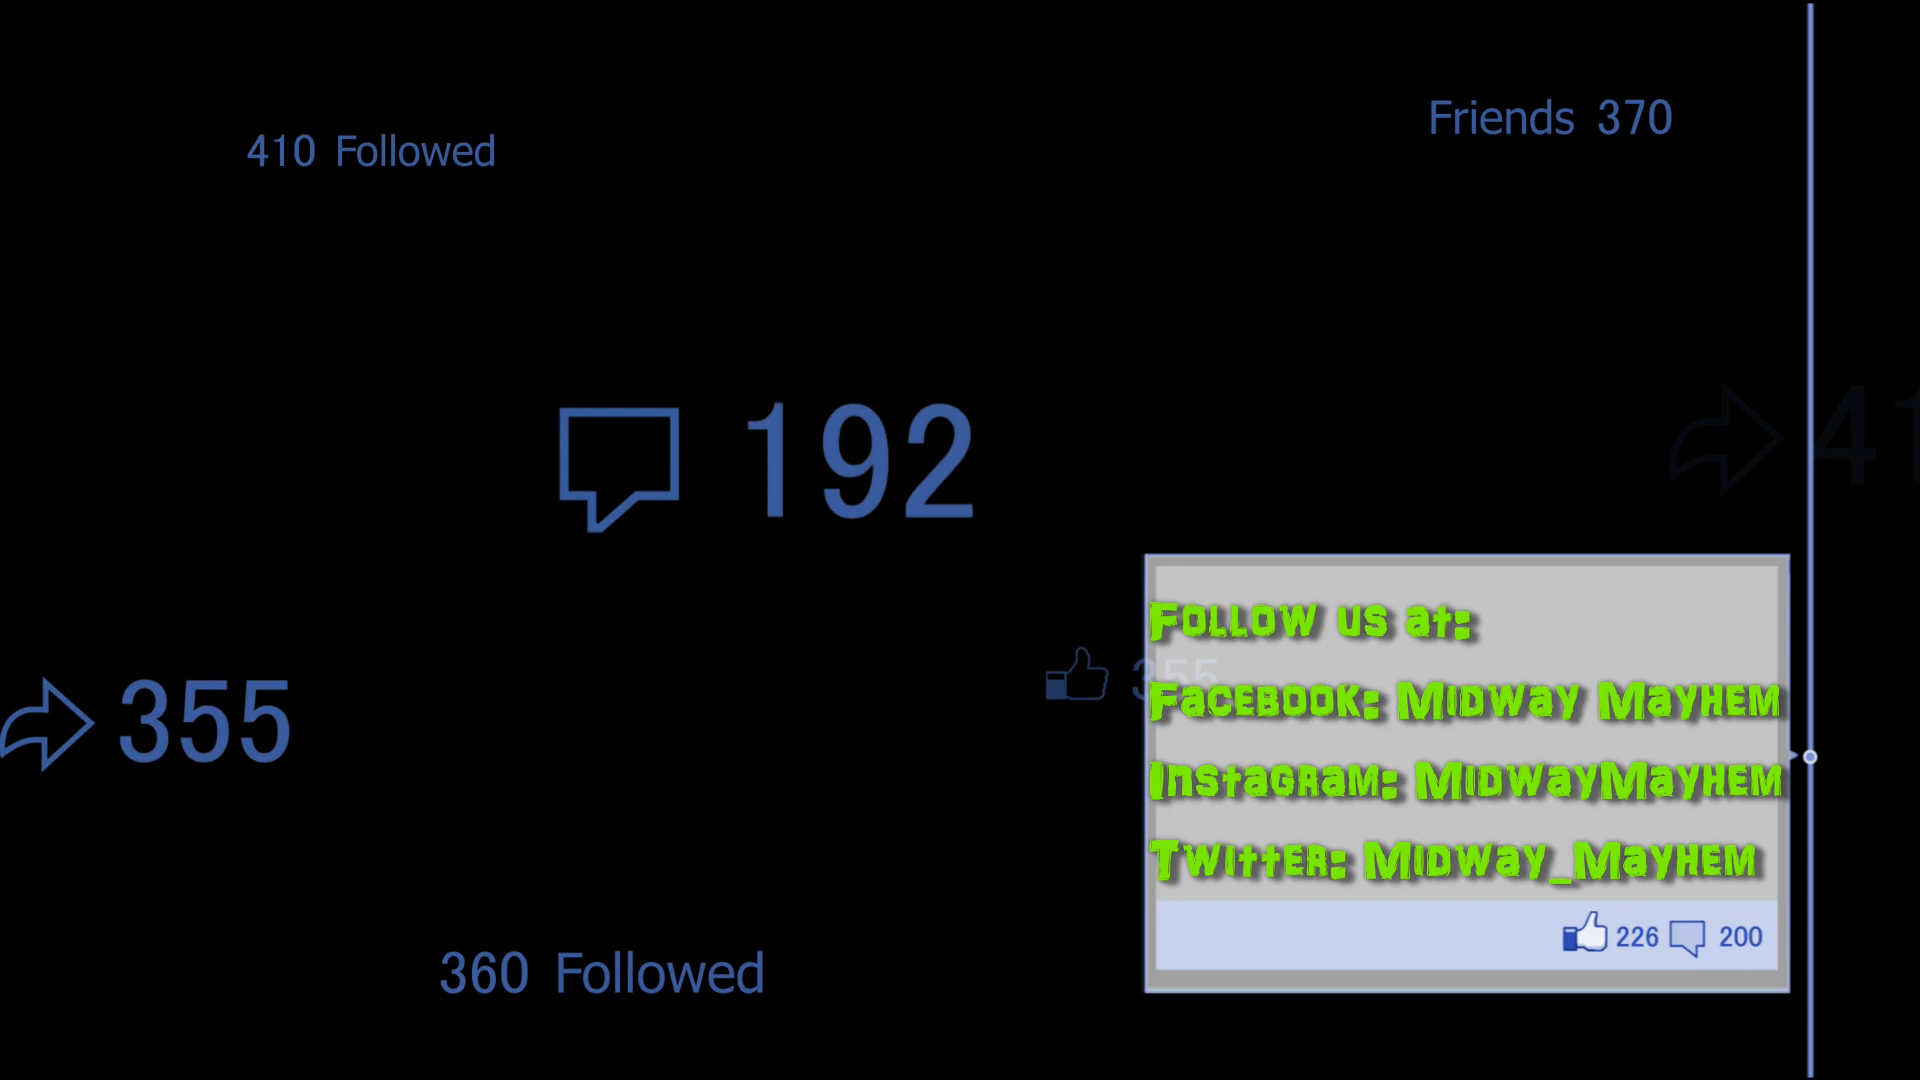 Friends 370
410 Followed
192
355
355
Follow us at:
Facebook: Midway Mayhem
Instagram: MidwayMayhem
Twitter: Midway_Mayhem
226 200
360 Followed